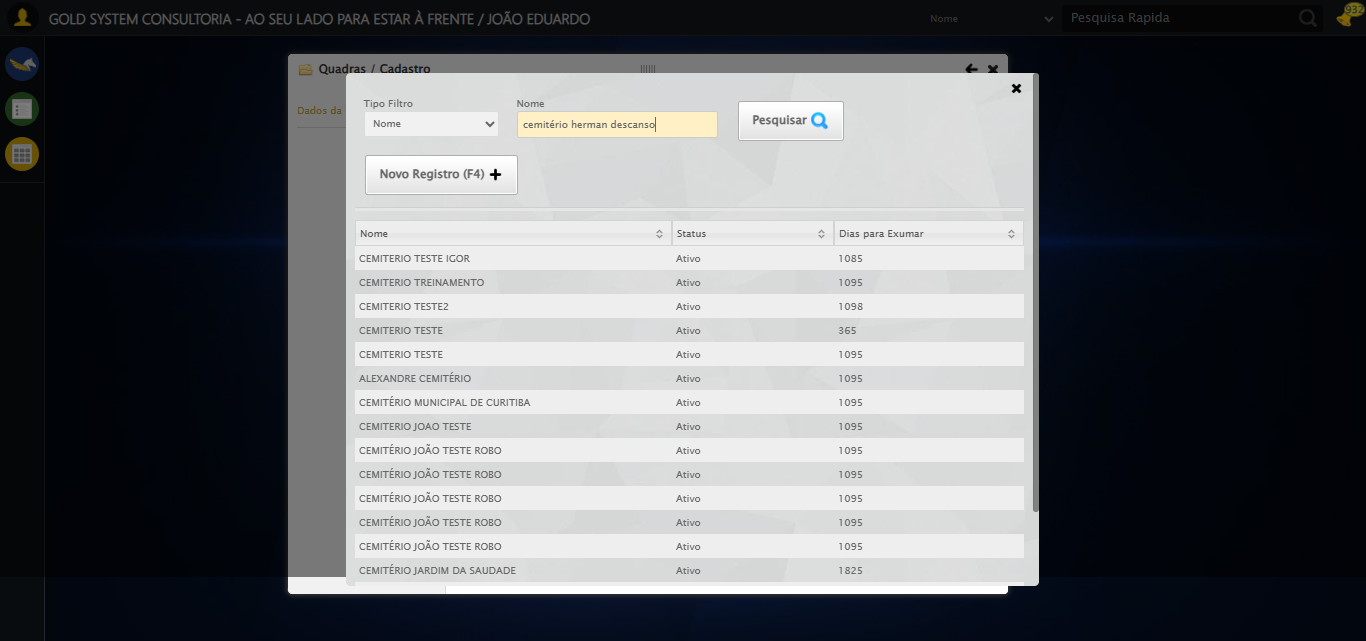 GOLD SYSTEM CONSULTORIA - AO SEU LADO PARA ESTAR À FRENTE / JOÃO EDUARDO
Nome
Pesquisa Rapida
932
Quadras / Cadastro
Dados da
Tipo Filtro
Nome
Nome
cemitério herman descanso
Pesquisar
Novo Registro (F4)
Nome Status Dias para Exumar
CEMITERIO TESTE IGOR Ativo 1085
CEMITERIO TREINAMENTO Ativo 1095
CEMITERIO TESTE2 Ativo 1098
CEMITERIO TESTE Ativo 365
CEMITERIO TESTE Ativo 1095
ALEXANDRE CEMITÉRIO Ativo 1095
CEMITÉRIO MUNICIPAL DE CURITIBA Ativo 1095
CEMITERIO JOAO TESTE Ativo 1095
CEMITÉRIO JOÃO TESTE ROBO Ativo 1095
CEMITÉRIO JOÃO TESTE ROBO Ativo 1095
CEMITÉRIO JOÃO TESTE ROBO Ativo 1095
CEMITÉRIO JOÃO TESTE ROBO Ativo 1095
CEMITÉRIO JOÃO TESTE ROBO Ativo 1095
CEMITÉRIO JARDIM DA SAUDADE Ativo 1825